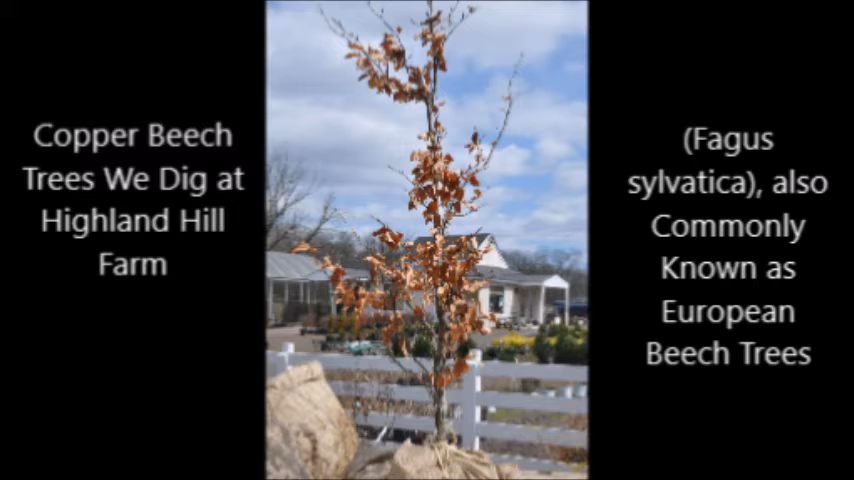 Copper Beech
Trees We Dig at
Highland Hill
Farm
(Fagus
sylvatica), also
Commonly
Known as
European
Beech Trees